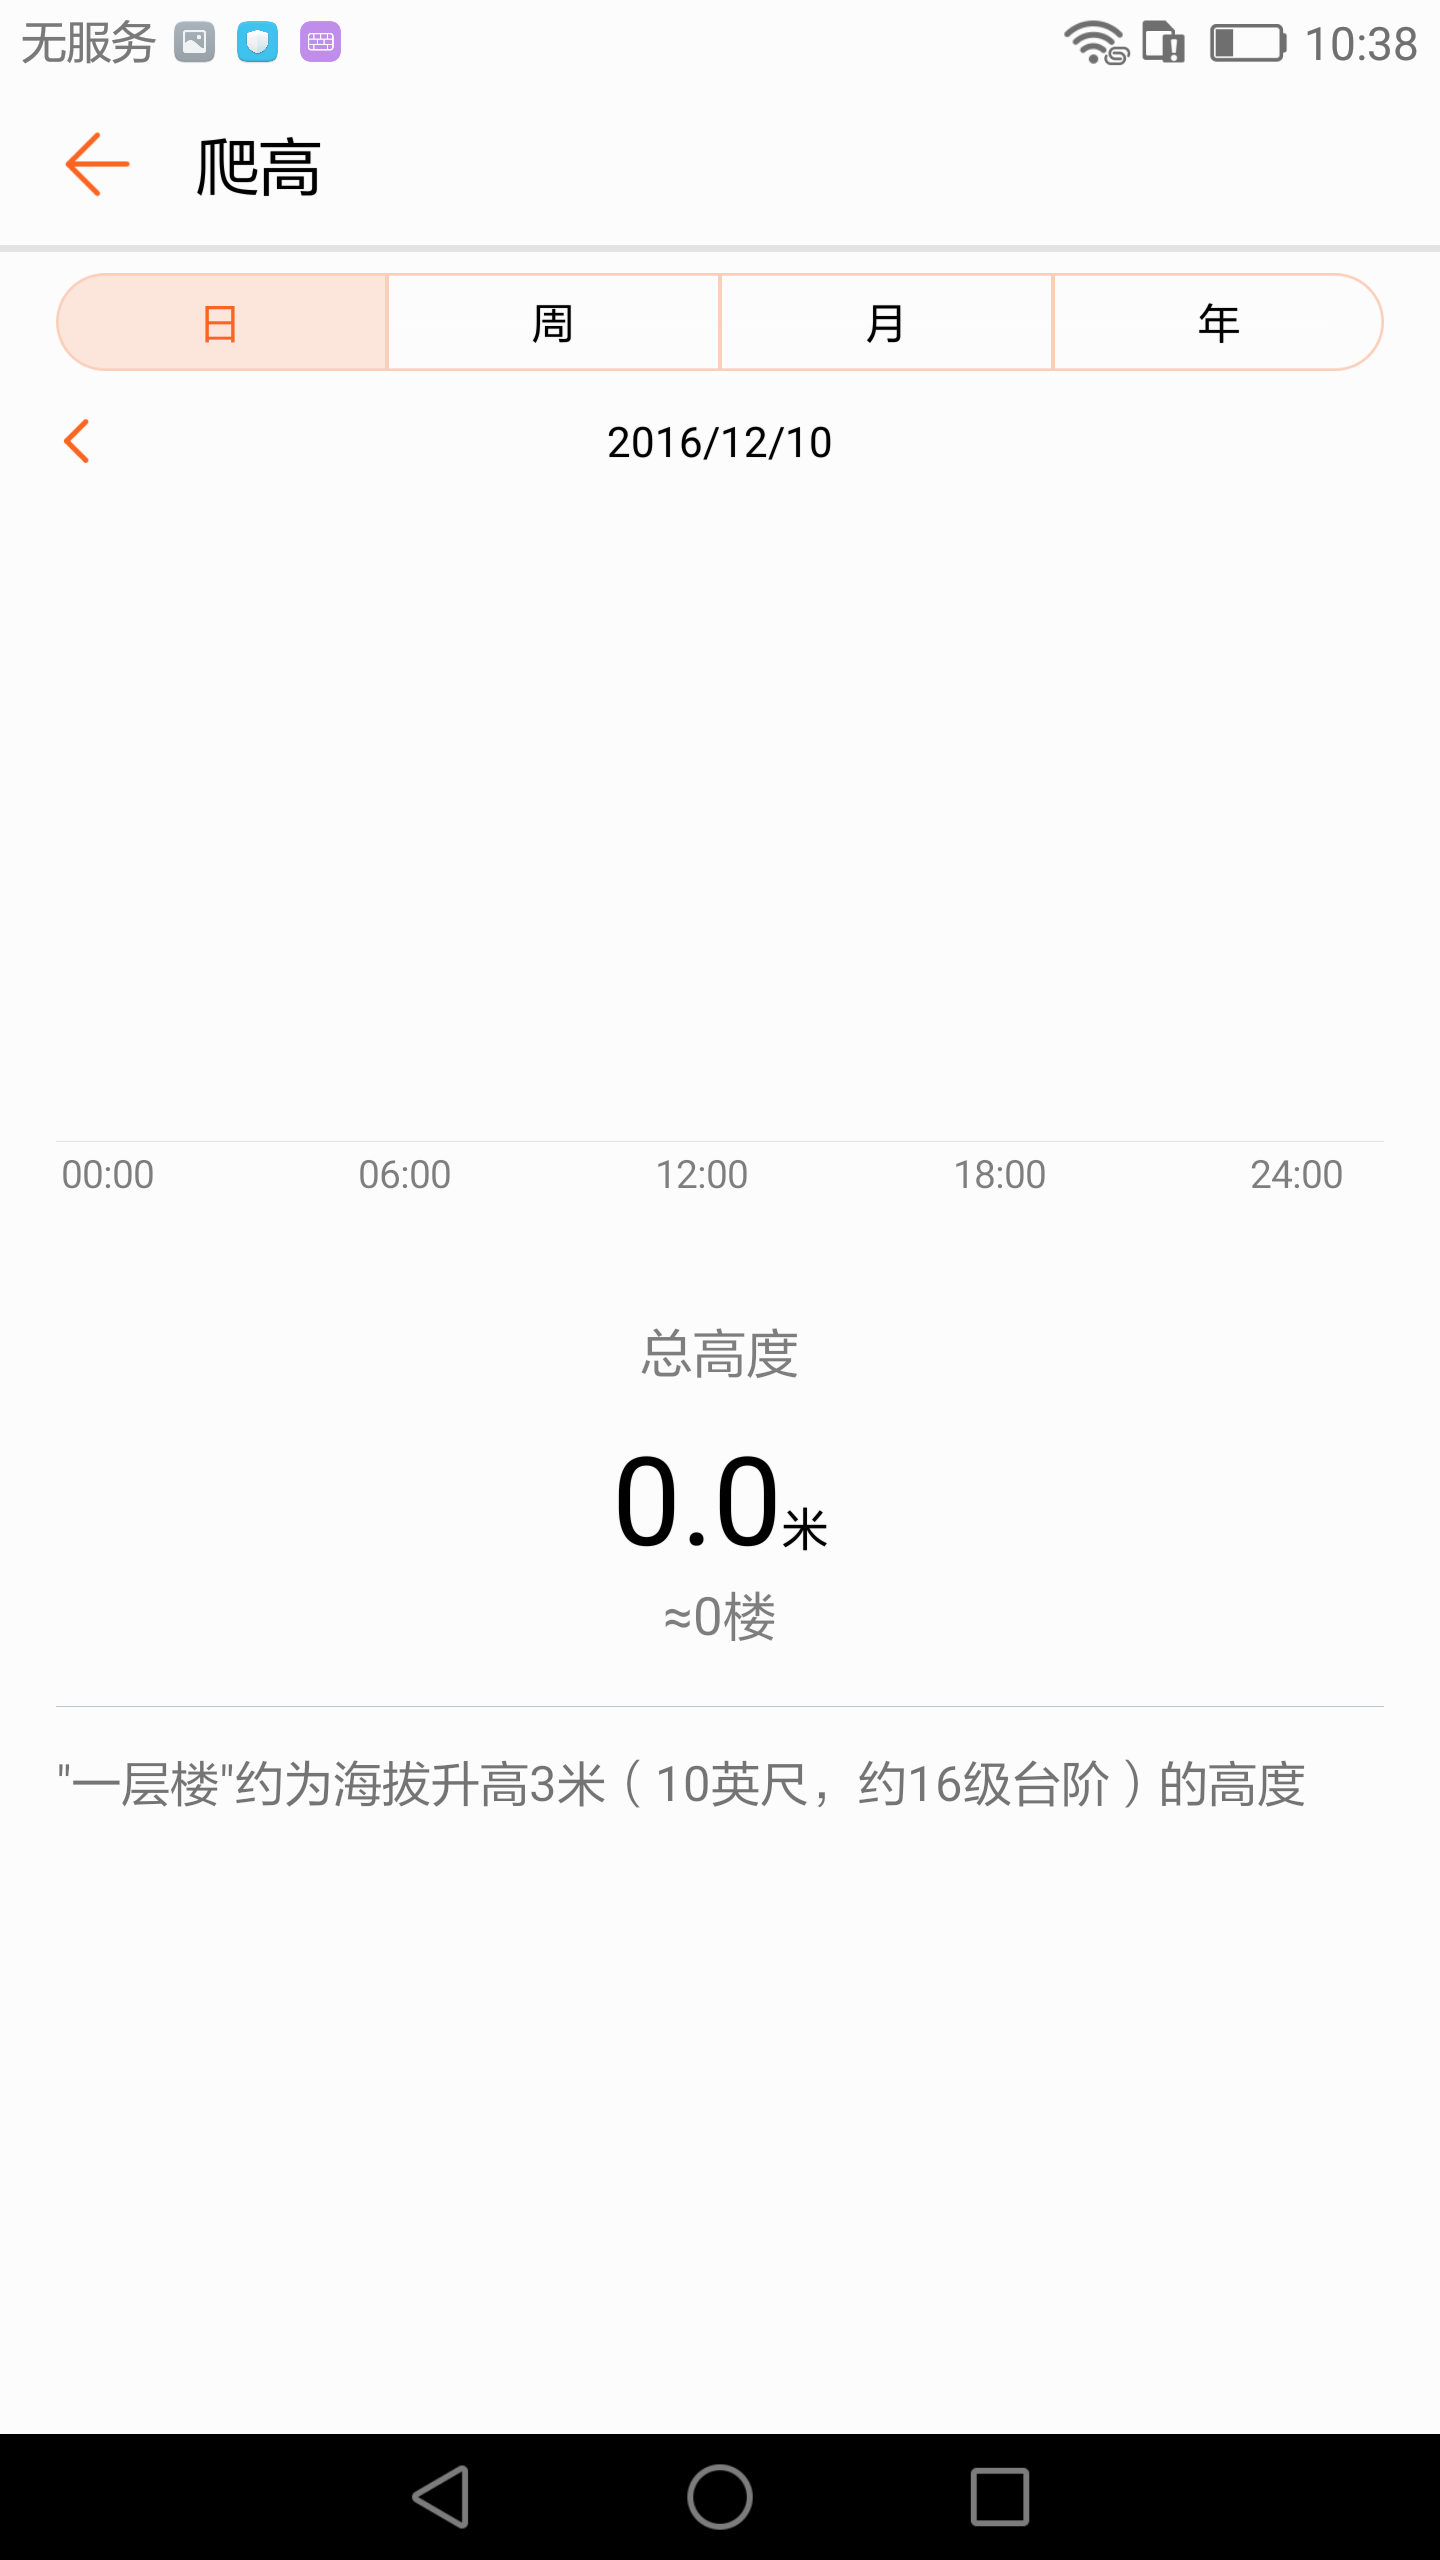 无服务 10:38
爬高
日 周 月 年
2016/12/10
00:00 06:00 12:00 18:00 24:00
总高度
0.0米
≈0楼
"一层楼"约为海拔升高3米（10英尺，约16级台阶）的高度